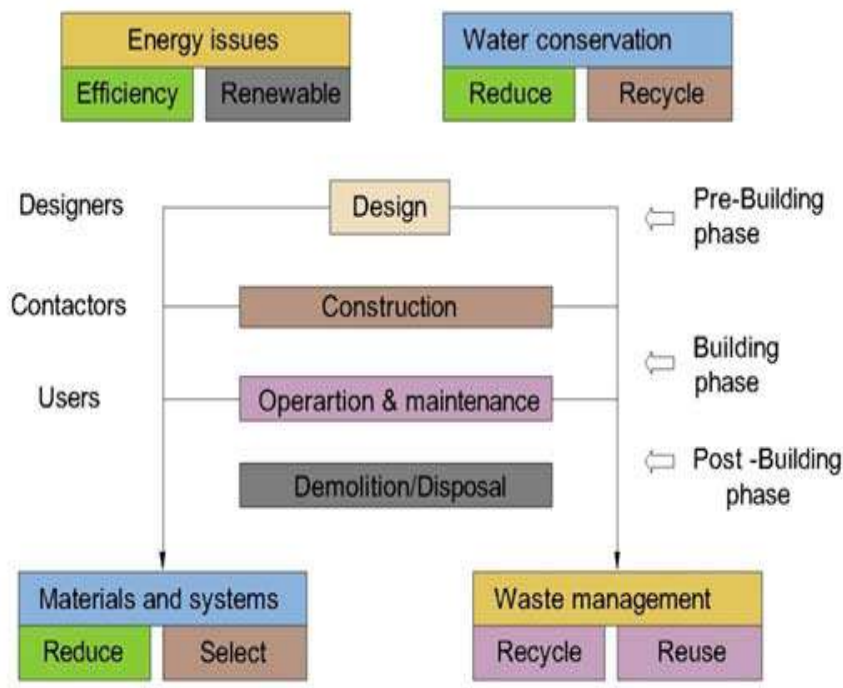 Energy issues
Efficiency
Renewable
Water conservation
Reduce
Recycle
Designers
Design
Pre-Building
phase
Contactors
Construction
Building
phase
Users
Operartion & maintenance
Demolition/Disposal
Post -Building
phase
Materials and systems
Reduce
Select
Waste management
Recycle
Reuse